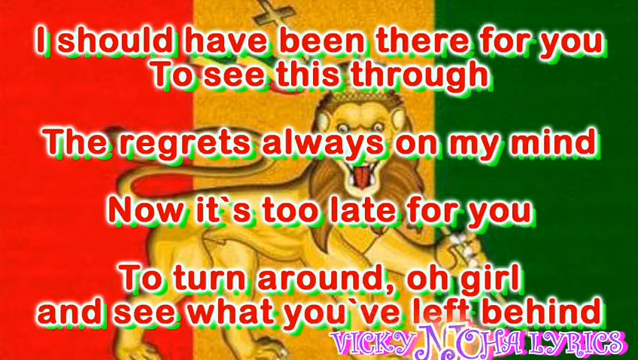 I should have been there for you
To see this through
The regrets always on my mind
Now it`s too late for you
To turn around, oh girl
and see what you`ve left behind
VICKY NTCHA LYRICS